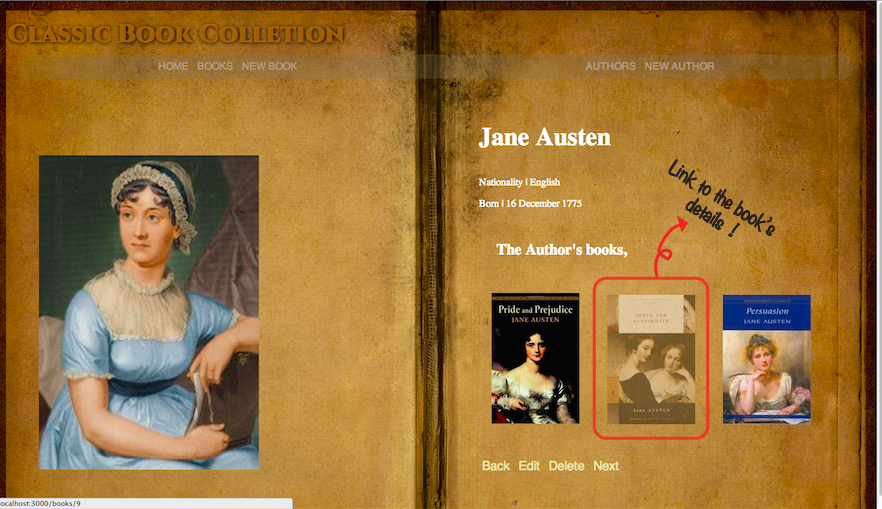 Classic Book Colletion
HOME BOOKS NEW BOOK
AUTHORS NEW AUTHOR
Jane Austen
Nationality | English
Born | 16 December 1775
Link to the book's
details !
The Author's books,
Pride and Prejudice
JANE AUSTEN
SENSE AND
SENSIBILITY
Jane AUSTEN
Persuasion
JANE AUSTEN
Back Edit Delete Next
localhost:3000/books/9